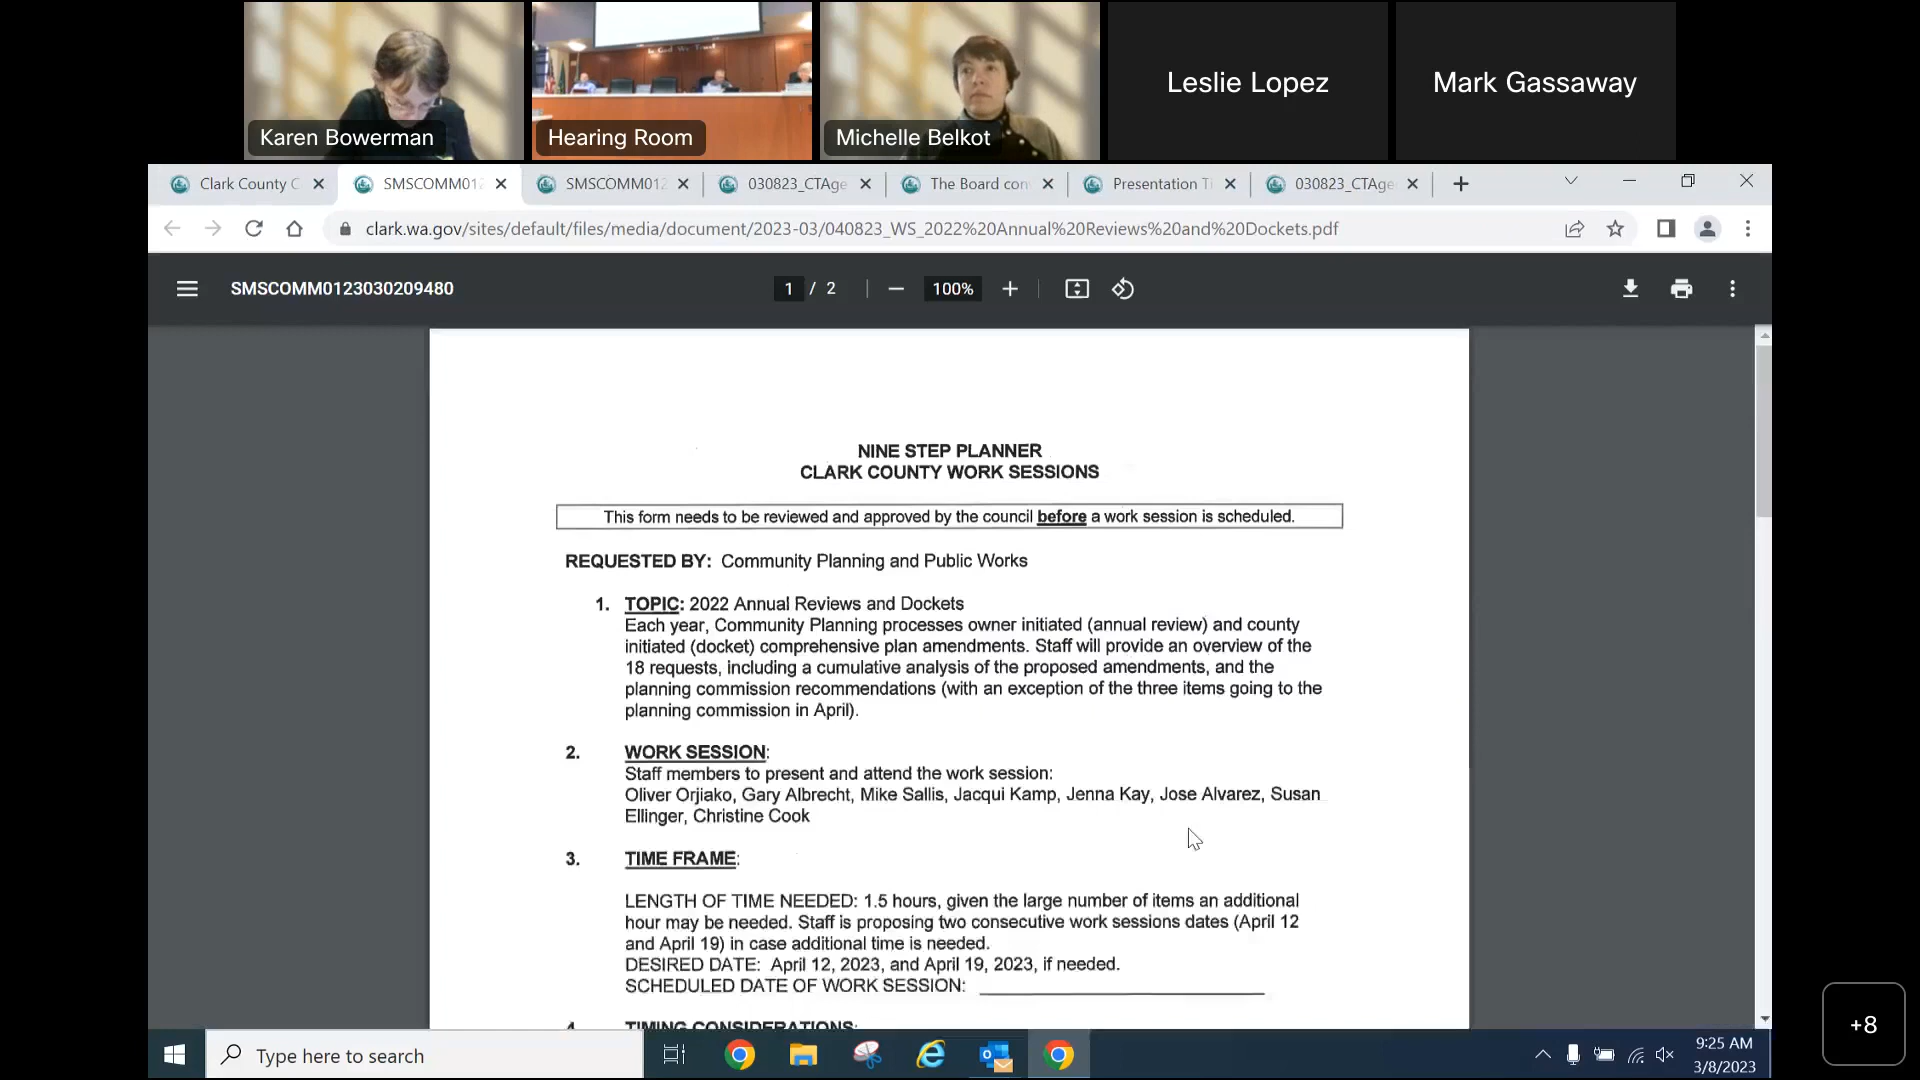 In God We Trust
Karen Bowerman
Hearing Room
Michelle Belkot
Leslie Lopez
Mark Gassaway
Clark County C
SMSCOMM012
SMSCOMM012
030823_CTAge
The Board con
Presentation Ti
030823_CTAge
clark.wa.gov/sites/default/files/media/document/2023-03/040823_WS_2022%20Annual%20Reviews%20and%20Dockets.pdf
SMSCOMM0123030209480
1 / 2
100%
NINE STEP PLANNER
CLARK COUNTY WORK SESSIONS
This form needs to be reviewed and approved by the council before a work session is scheduled.
REQUESTED BY: Community Planning and Public Works
1. TOPIC: 2022 Annual Reviews and Dockets
Each year, Community Planning processes owner initiated (annual review) and county
initiated (docket) comprehensive plan amendments. Staff will provide an overview of the
18 requests, including a cumulative analysis of the proposed amendments, and the
planning commission recommendations (with an exception of the three items going to the
planning commission in April).
2. WORK SESSION:
Staff members to present and attend the work session:
Oliver Orjiako, Gary Albrecht, Mike Sallis, Jacqui Kamp, Jenna Kay, Jose Alvarez, Susan
Ellinger, Christine Cook
3. TIME FRAME:
LENGTH OF TIME NEEDED: 1.5 hours, given the large number of items an additional
hour may be needed. Staff is proposing two consecutive work sessions dates (April 12
and April 19) in case additional time is needed.
DESIRED DATE: April 12, 2023, and April 19, 2023, if needed.
SCHEDULED DATE OF WORK SESSION:
4. TIMING CONSIDERATIONS:
+8
Type here to search
9:25 AM
3/8/2023